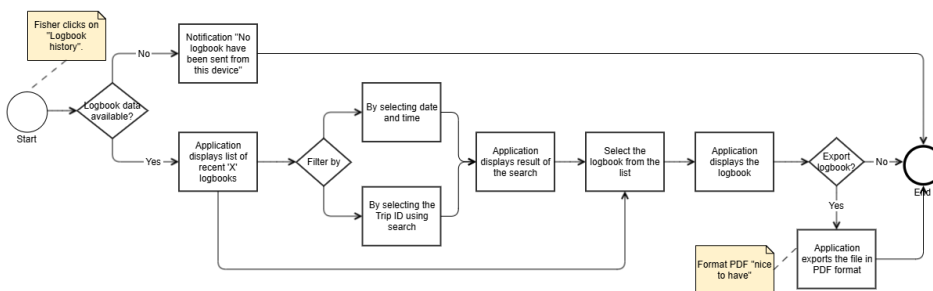 Fisher clicks on
"Logbook
history".
Start
Logbook data
available?
No
Notification "No
logbook have
been sent from
this device"
Yes
Application
displays list of
recent 'X'
logbooks
Filter by
By selecting date
and time
By selecting the
Trip ID using
search
Application
displays result of
the search
Select the
logbook from the
list
Application
displays the
logbook
Export
logbook?
No
End
Yes
Application
exports the file in
PDF format
Format PDF "nice
to have"